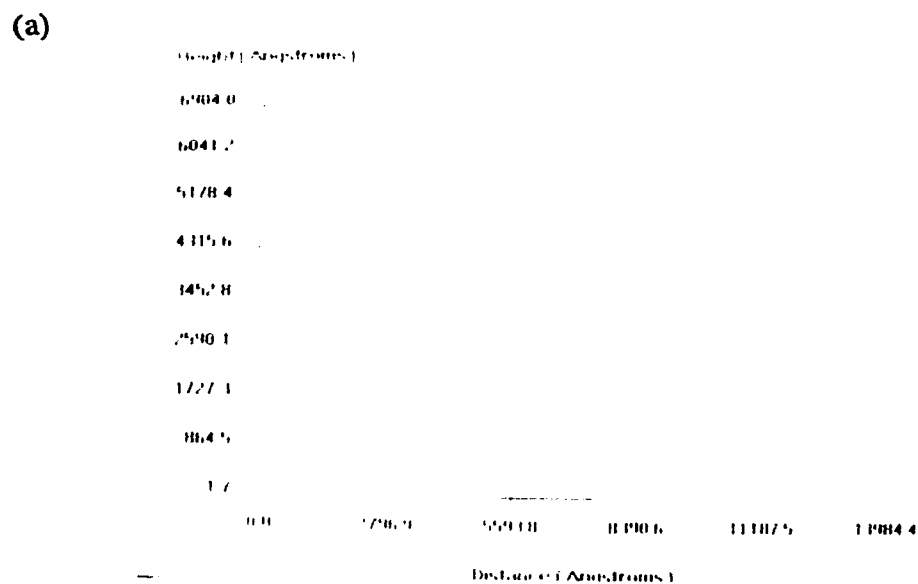 (a)
Height ( Angstroms )
6904.0
6041.2
5178.4
4315.6
3452.8
2590.1
1727.3
864.5
1.7
0.0 2796.9 5593.8 8390.6 11187.5 13984.4
Distance ( Angstroms )